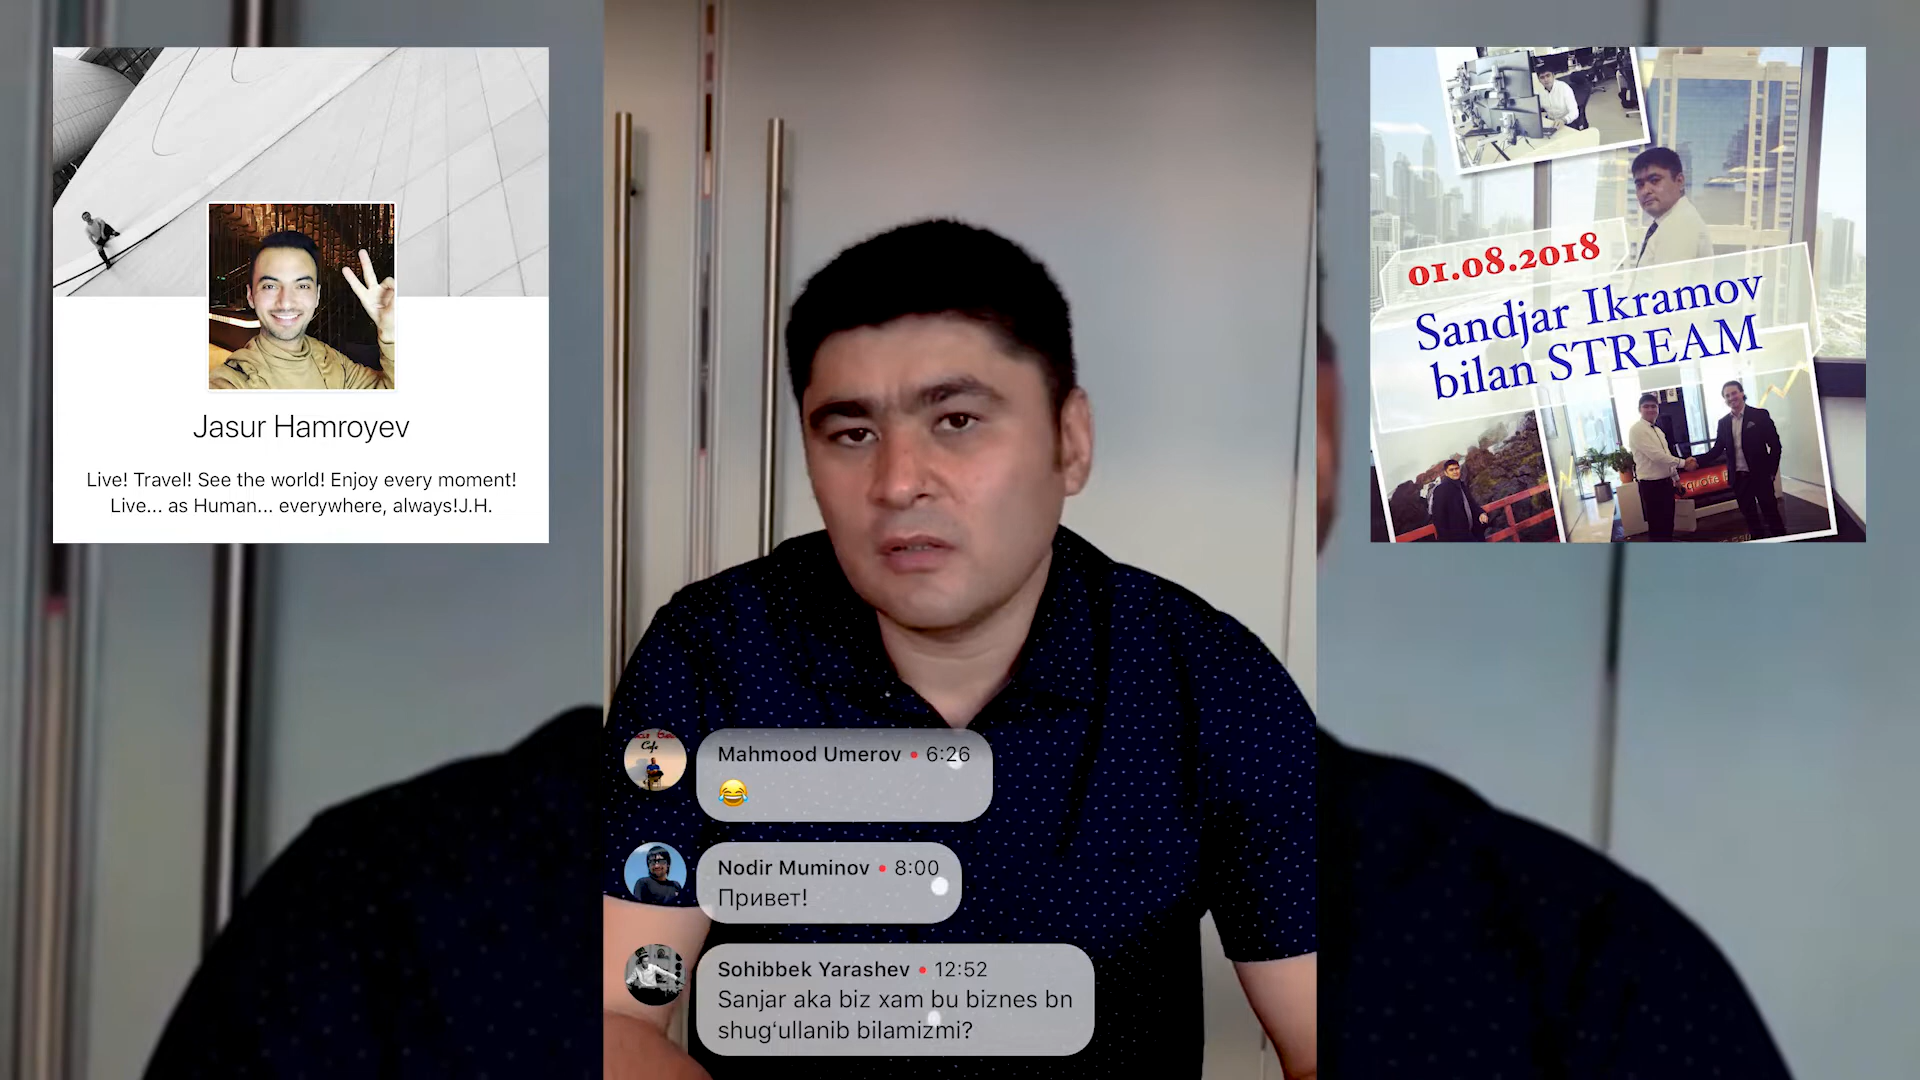 Jasur Hamroyev
Live! Travel! See the world! Enjoy every moment!
Live... as Human... everywhere, always!J.H.
01.08.2018
Sandjar Ikramov
bilan STREAM
Mahmood Umerov • 6:26
😂
Nodir Muminov • 8:00
Привет!
Sohibbek Yarashev • 12:52
Sanjar aka biz xam bu biznes bn
shug‘ullanib bilamizmi?
Cafe